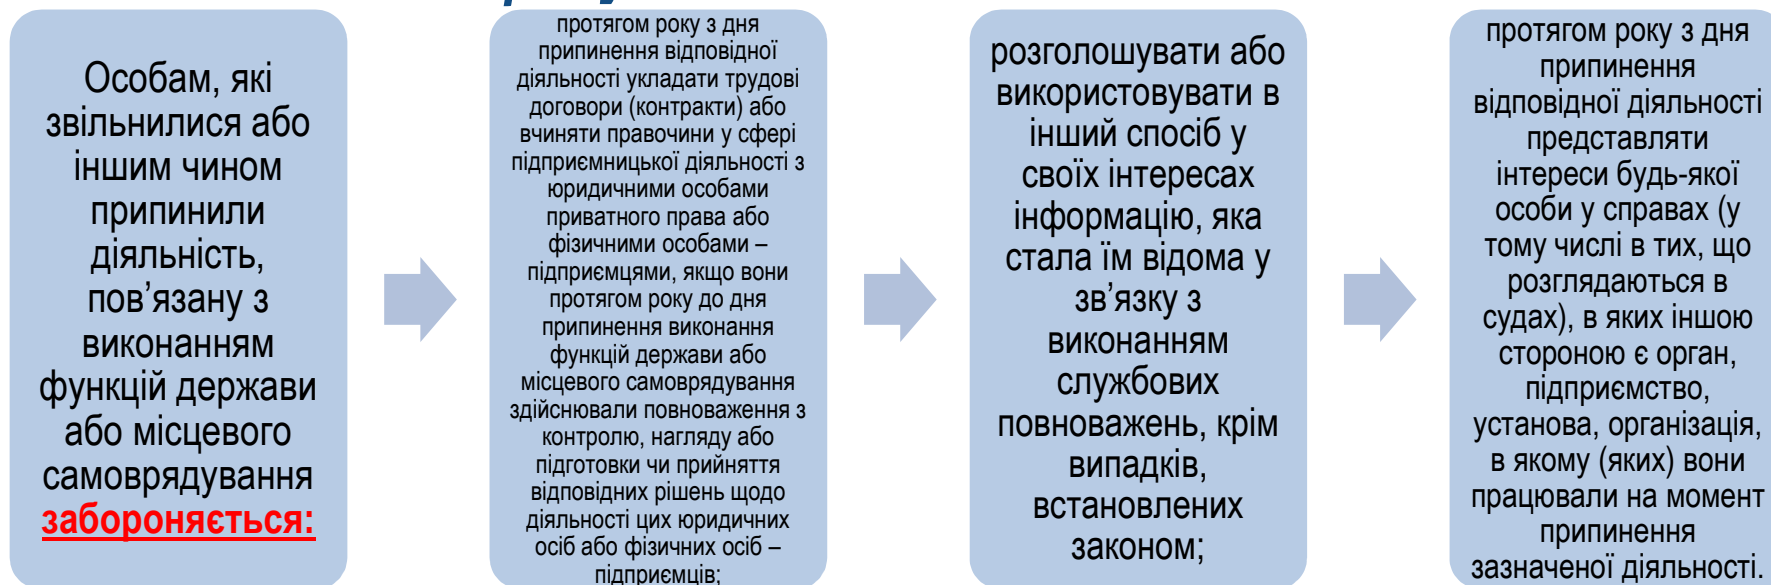 Особам, які
звільнилися або
іншим чином
припинили
діяльність,
пов’язану з
виконанням
функцій держави
або місцевого
самоврядування
забороняється:
протягом року з дня
припинення відповідної
діяльності укладати трудові
договори (контракти) або
вчиняти правочини у сфері
підприємницької діяльності з
юридичними особами
приватного права або
фізичними особами –
підприємцями, якщо вони
протягом року до дня
припинення виконання
функцій держави або
місцевого самоврядування
здійснювали повноваження з
контролю, нагляду або
підготовки чи прийняття
відповідних рішень щодо
діяльності цих юридичних
осіб або фізичних осіб –
підприємців;
розголошувати або
використовувати в
інший спосіб у
своїх інтересах
інформацію, яка
стала їм відома у
зв’язку з
виконанням
службових
повноважень, крім
випадків,
встановлених
законом;
протягом року з дня
припинення
відповідної діяльності
представляти
інтереси будь-якої
особи у справах (у
тому числі в тих, що
розглядаються в
судах), в яких іншою
стороною є орган,
підприємство,
установа, організація,
в якому (яких) вони
працювали на момент
припинення
зазначеної діяльності.